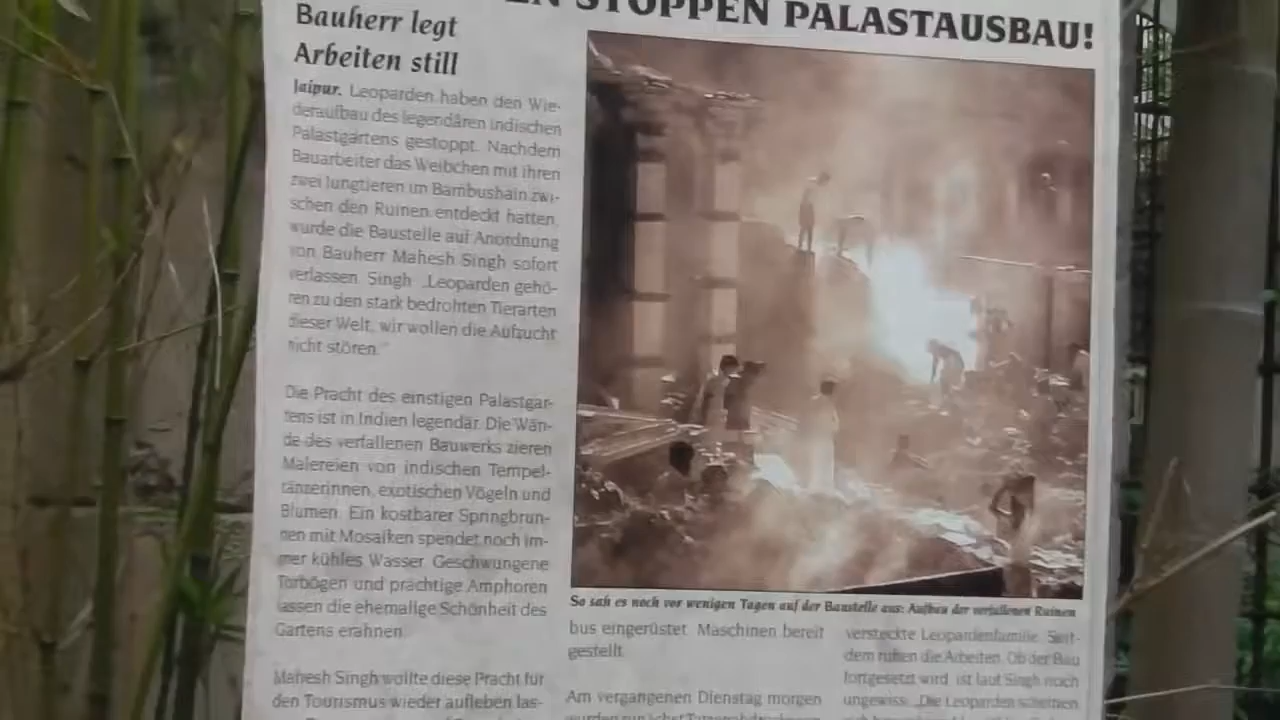 STOPPEN PALASTAUSBAU!
Bauherr legt
Arbeiten still
Jaipur. Leoparden haben den Wie-
deraufbau des legendären indischen
Palastgartens gestoppt. Nachdem
Bauarbeiter das Weibchen mit ihren
zwei Jungtieren im Bambushain zwi-
schen den Ruinen entdeckt hatten,
wurde die Baustelle auf Anordnung
von Bauherr Mahesh Singh sofort
verlassen. Singh „Leoparden gehö-
ren zu den stark bedrohten Tierarten
dieser Welt, wir wollen die Aufzucht
nicht stören."
Die Pracht des einstigen Palastgar-
tens ist in Indien legendär. Die Wän-
de des verfallenen Bauwerks zieren
Malereien von indischen Tempel-
tänzerinnen, exotischen Vögeln und
Blumen. Ein kostbarer Springbrun-
nen mit Mosaiken spendet noch im-
mer kühles Wasser. Geschwungene
Torbögen und prächtige Amphoren
lassen die ehemalige Schönheit des
Gartens erahnen.
Mahesh Singh wollte diese Pracht für
den Tourismus wieder aufleben las-
So sah es noch vor wenigen Tagen auf der Baustelle aus: Aufbau der verfallenen Ruinen
bus eingerüstet. Maschinen bereit
gestellt.
Am vergangenen Dienstag morgen
wurden zunächst
versteckte Leopardenfamilie. Seit-
dem ruhen die Arbeiten. Ob der Bau
fortgesetzt wird, ist laut Singh noch
ungewiss: „Die Leoparden scheinen